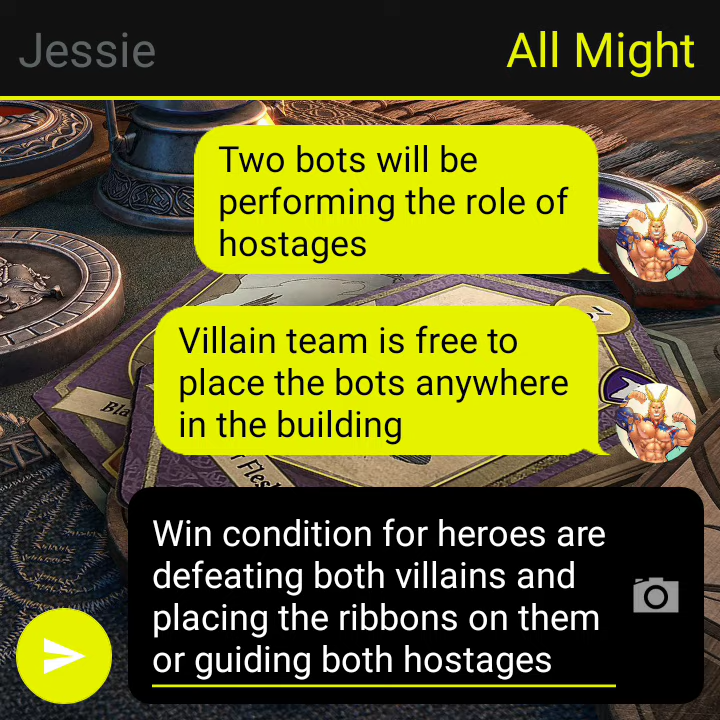 Jessie
All Might
Two bots will be
performing the role of
hostages
Villain team is free to
place the bots anywhere
in the building
Win condition for heroes are
defeating both villains and
placing the ribbons on them
or guiding both hostages